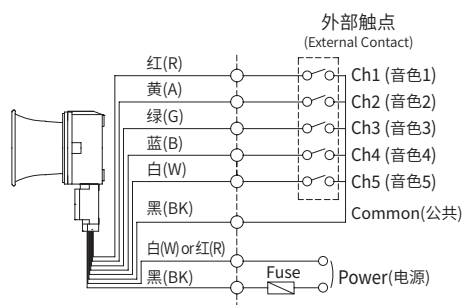 外部触点
(External Contact)
红(R)
Ch1 (音色1)
黄(A)
Ch2 (音色2)
绿(G)
Ch3 (音色3)
蓝(B)
Ch4 (音色4)
白(W)
Ch5 (音色5)
黑(BK)
Common(公共)
白(W)or红(R)
黑(BK)
Fuse
Power(电源)